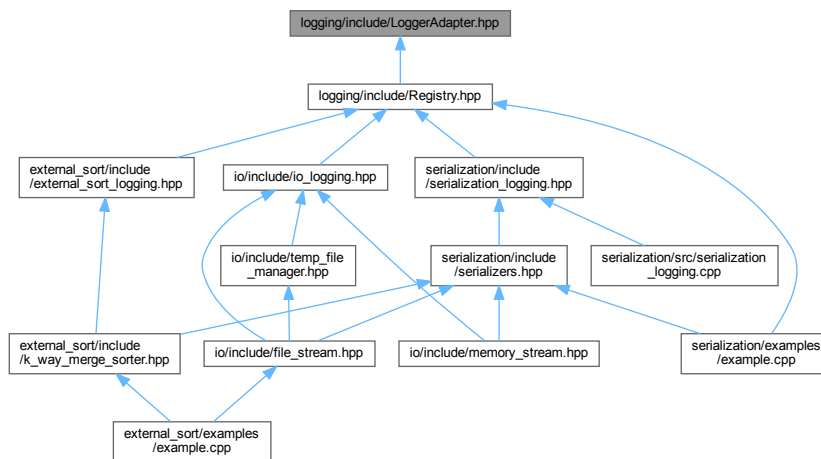 logging/include/LoggerAdapter.hpp
logging/include/Registry.hpp
external_sort/include
/external_sort_logging.hpp
io/include/io_logging.hpp
serialization/include
/serialization_logging.hpp
io/include/temp_file
_manager.hpp
serialization/include
/serializers.hpp
serialization/src/serialization
_logging.cpp
external_sort/include
/k_way_merge_sorter.hpp
io/include/file_stream.hpp
io/include/memory_stream.hpp
serialization/examples
/example.cpp
external_sort/examples
/example.cpp